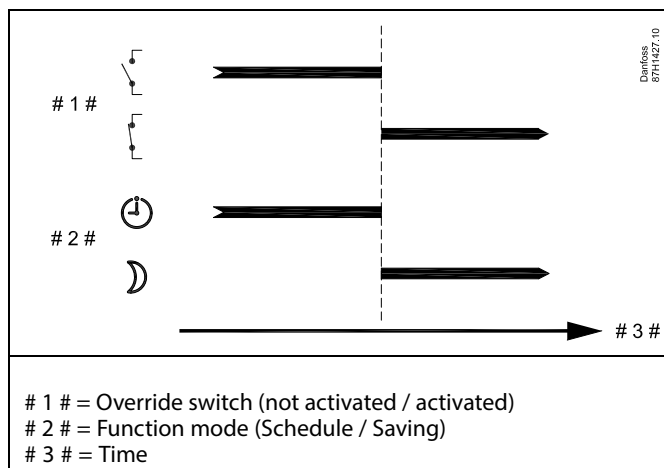 Danfoss
87H1427.10
# 1 #
# 2 #
# 3 #
# 1 # = Override switch (not activated / activated)
# 2 # = Function mode (Schedule / Saving)
# 3 # = Time